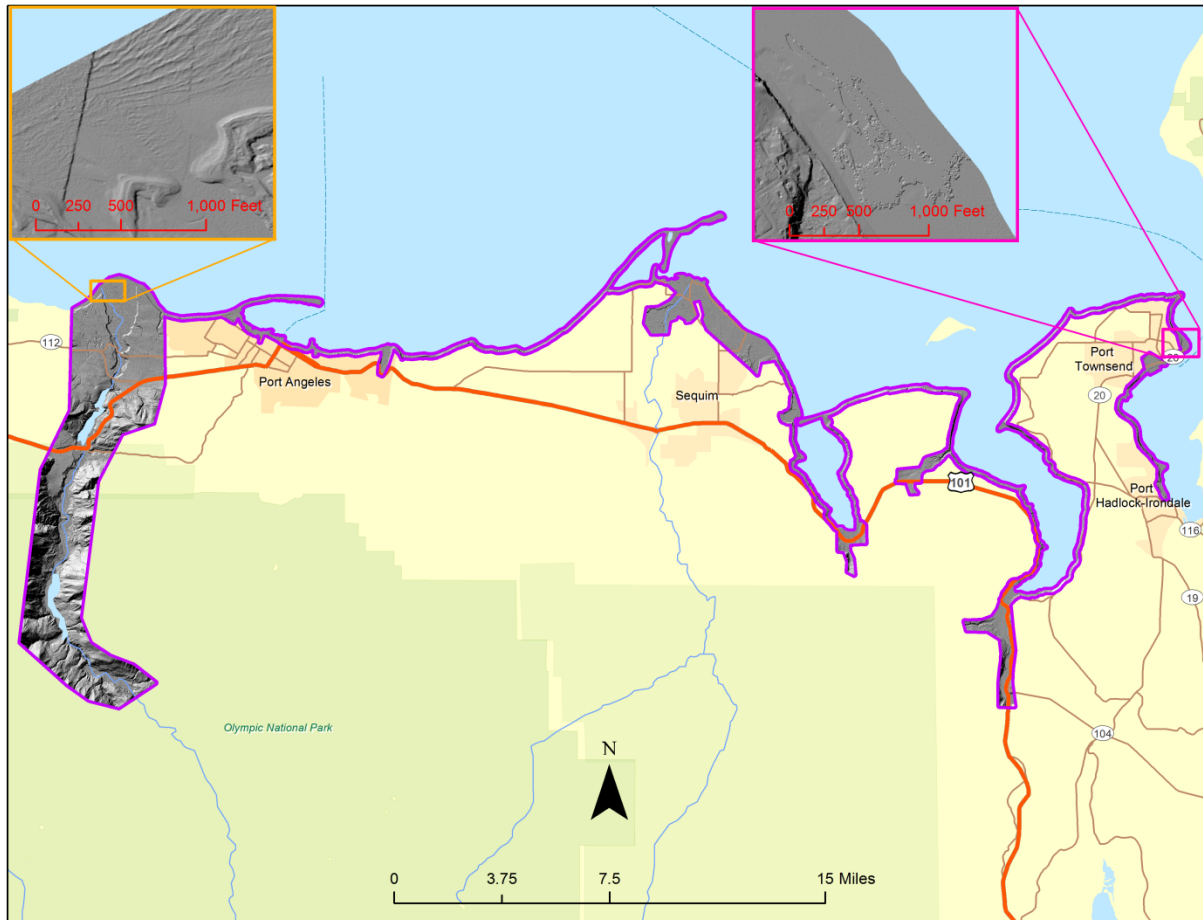 0 250 500 1,000 Feet
0 250 500 1,000 Feet
112
Port Angeles
Sequim
101
Port
Townsend
20
20
Port
Hadlock-Irondale
116
19
104
Olympic National Park
N
0 3.75 7.5 15 Miles